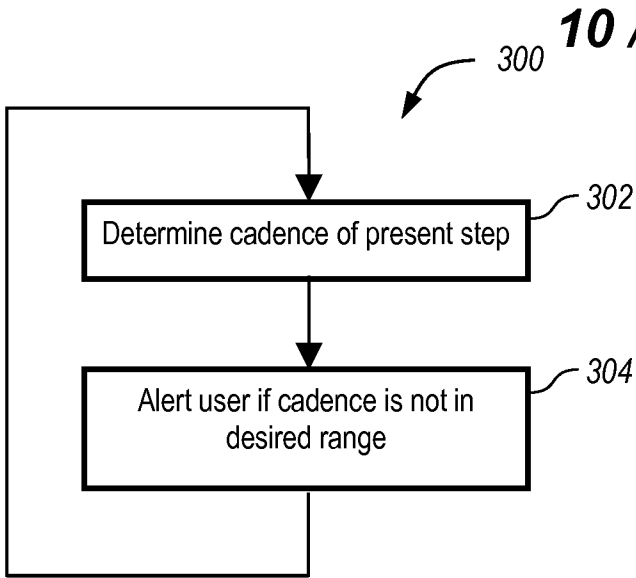 10 /
300
Determine cadence of present step
302
Alert user if cadence is not in
desired range
304